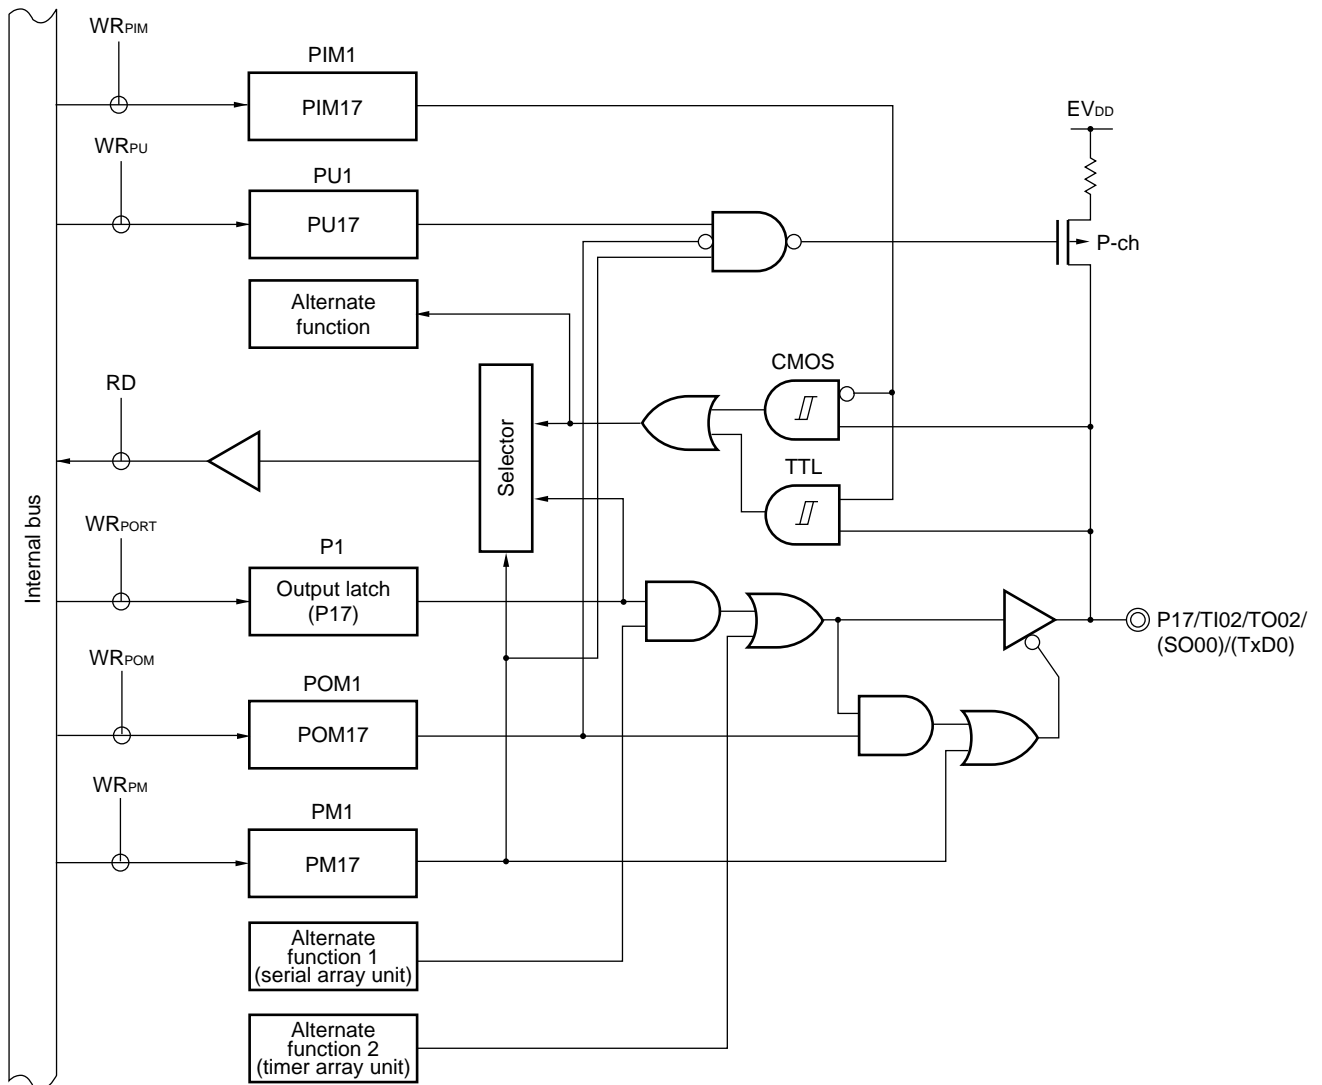 WRPIM
PIM1
PIM17
EVDD
WRPU
PU1
PU17
P-ch
Alternate
function
CMOS
RD
Selector
TTL
Internal bus
WRPORT
P1
Output latch
(P17)
P17/TI02/TO02/
(SO00)/(TxD0)
WRPOM
POM1
POM17
WRPM
PM1
PM17
Alternate
function 1
(serial array unit)
Alternate
function 2
(timer array unit)